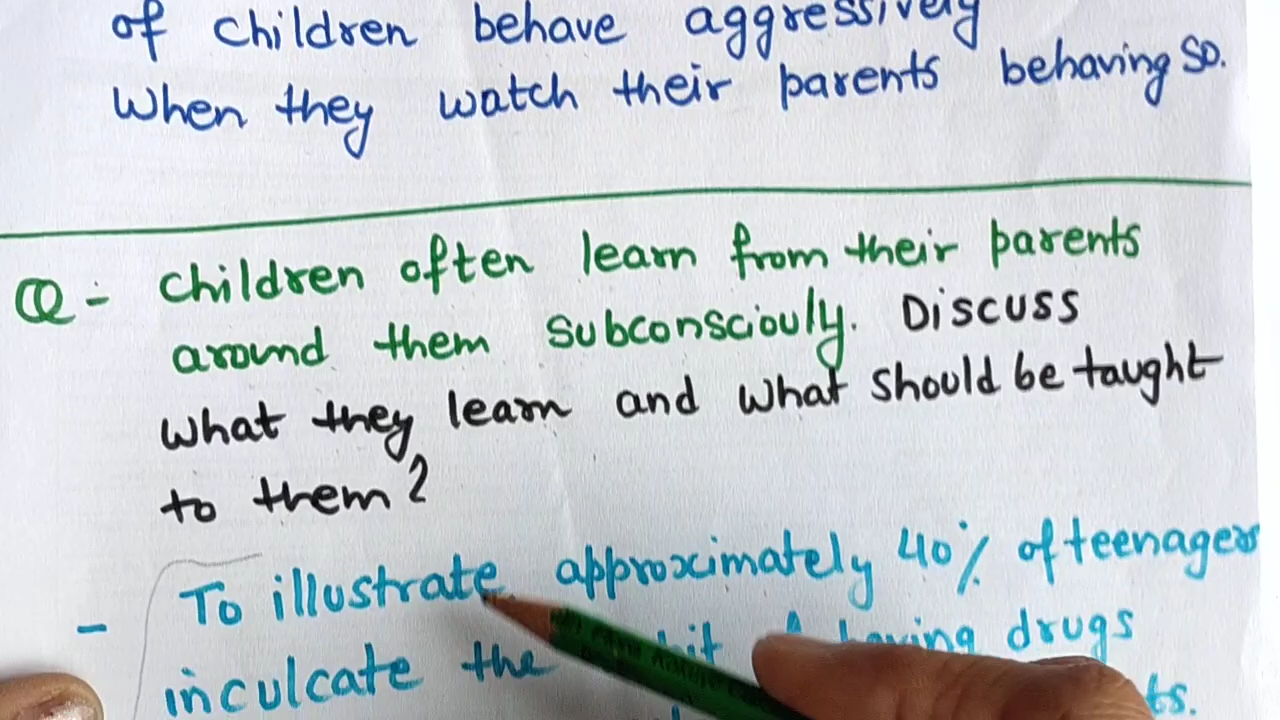 of children behave aggressively
when they watch their parents behaving so.
Q - children often learn from their parents
around them subconsciouly. Discuss
what they learn and what should be taught
to them?
- To illustrate approximately 40% of teenagers
inculcate the drugs